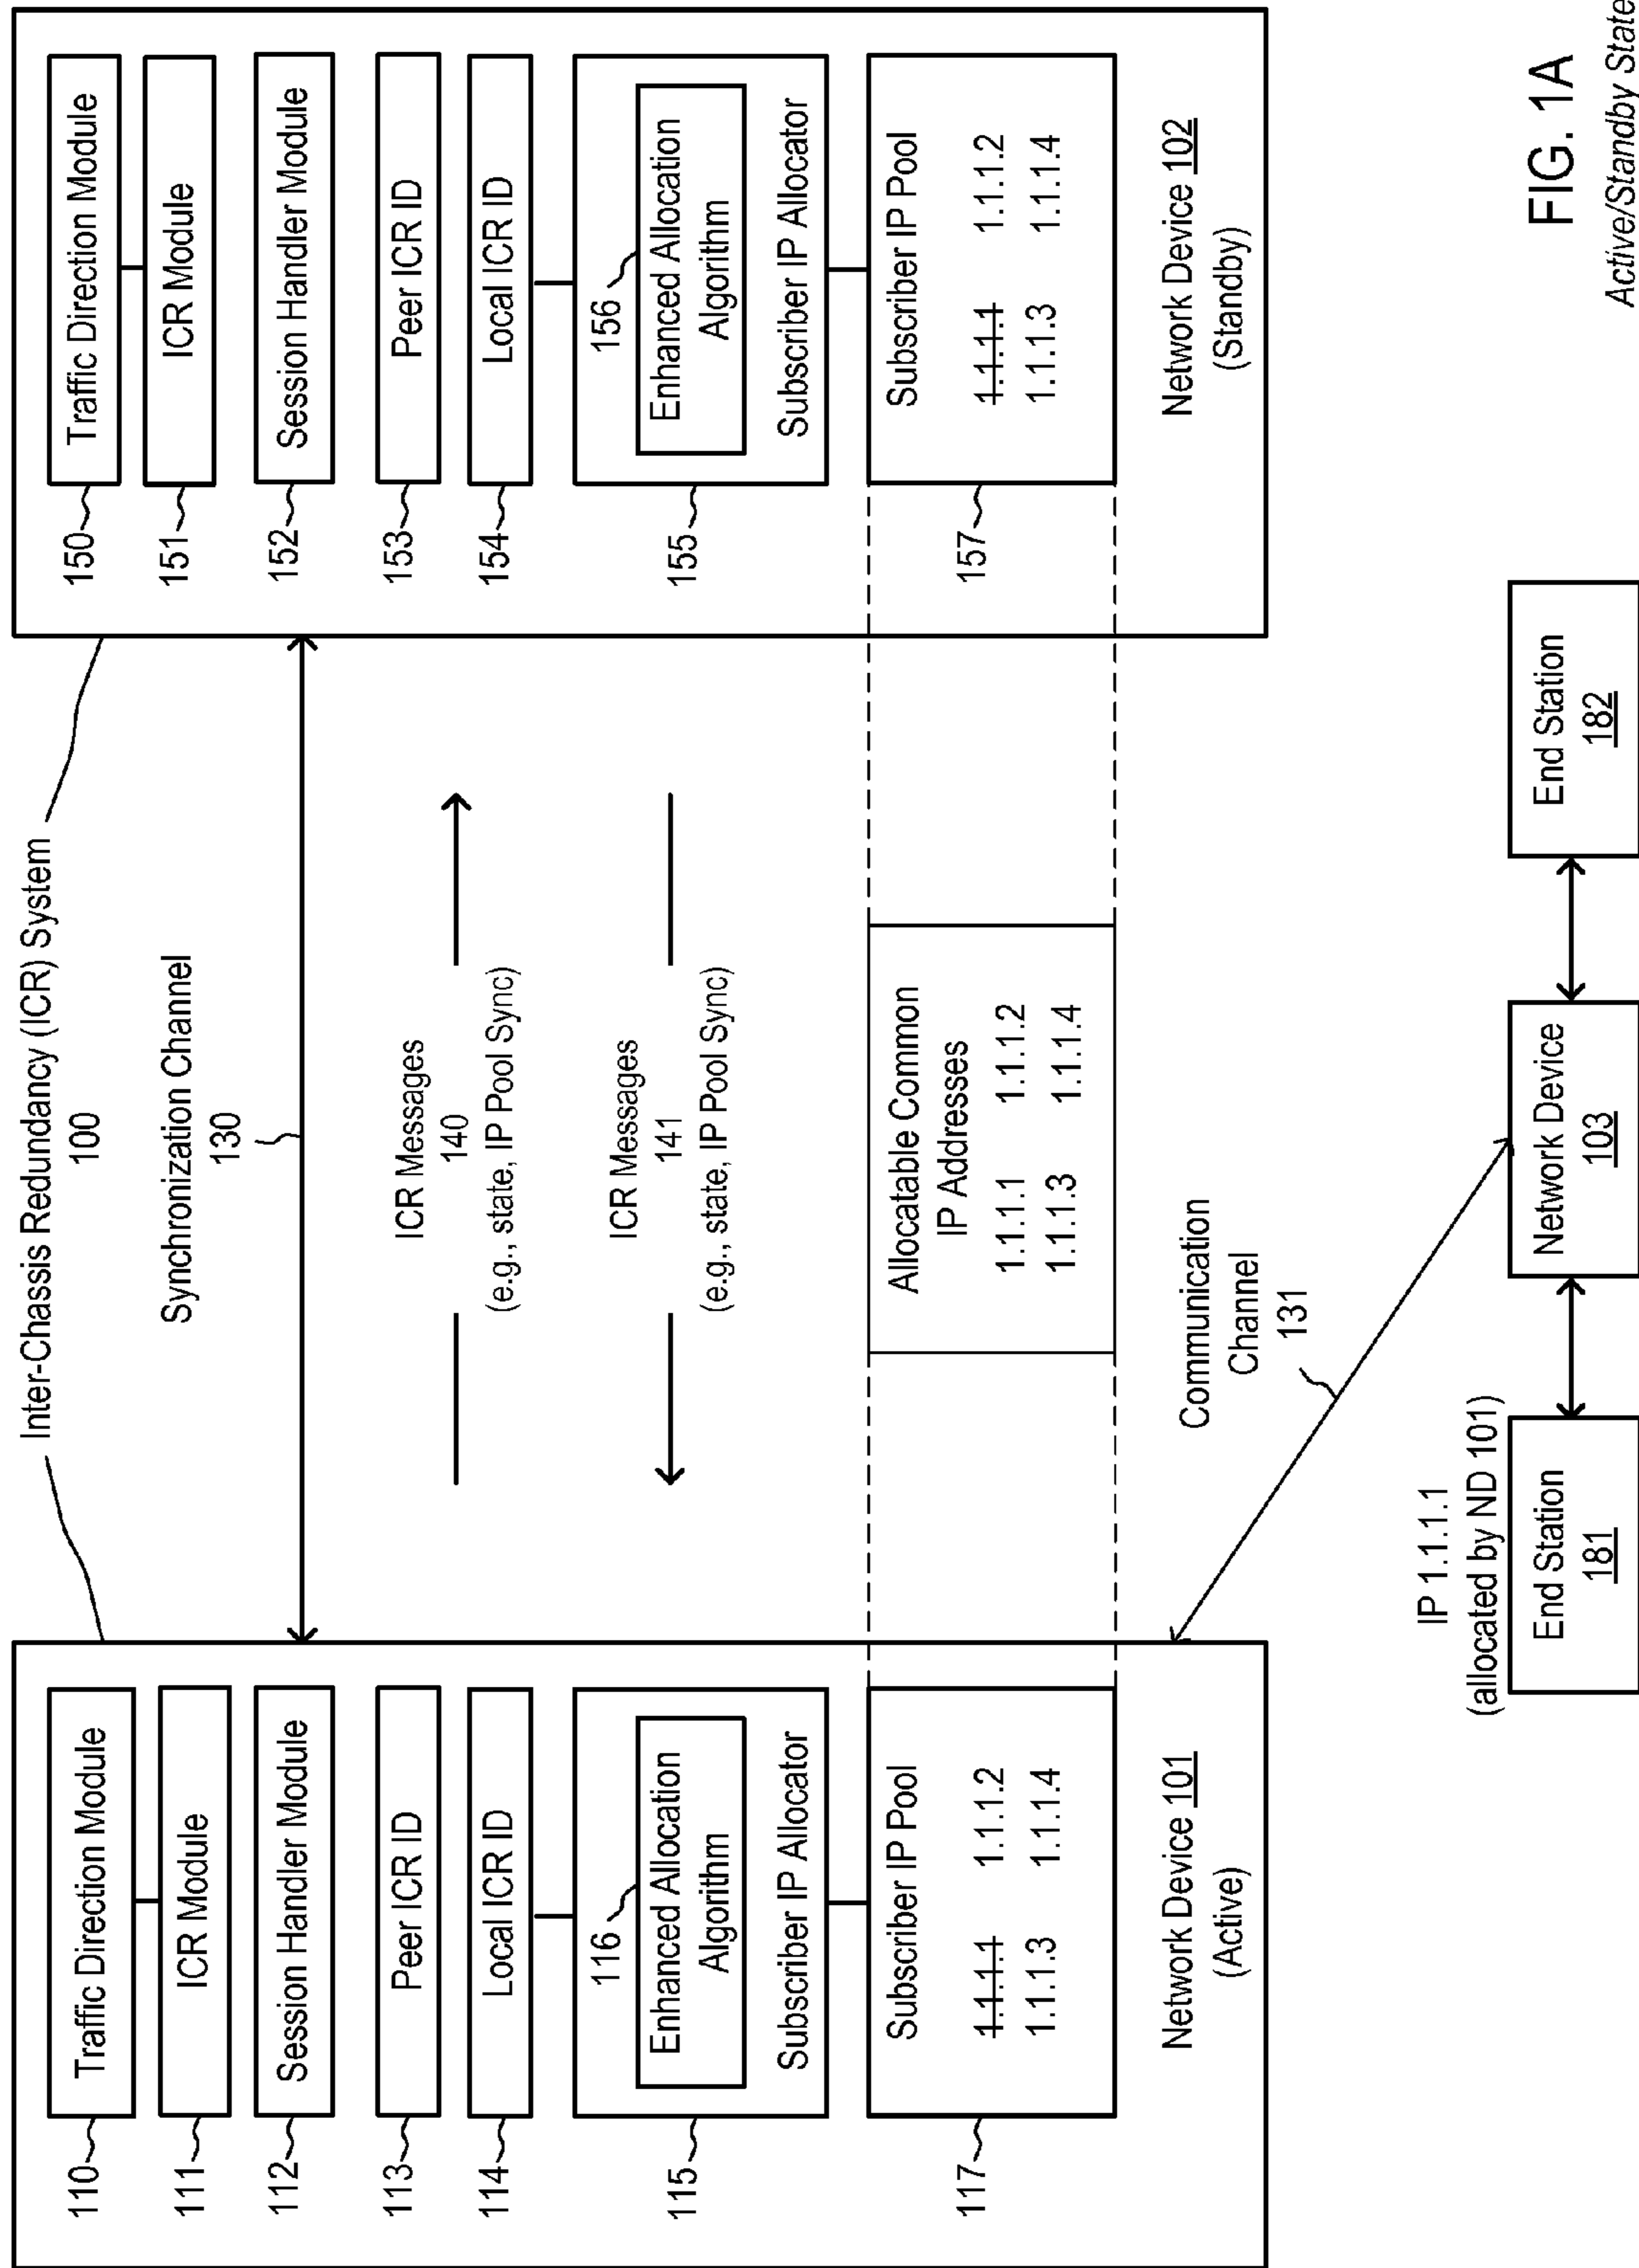 Inter-Chassis Redundancy (ICR) System
100
110
Traffic Direction Module
111
ICR Module
112
Session Handler Module
113
Peer ICR ID
114
Local ICR ID
115
116
Enhanced Allocation
Algorithm
Subscriber IP Allocator
117
Subscriber IP Pool
1.1.1.1 1.1.1.2
1.1.1.3 1.1.1.4
Network Device 101
(Active)
Synchronization Channel
130
ICR Messages
140
(e.g., state, IP Pool Sync)
ICR Messages
141
(e.g., state, IP Pool Sync)
Allocatable Common
IP Addresses
1.1.1.1 1.1.1.2
1.1.1.3 1.1.1.4
Communication
Channel
131
150
Traffic Direction Module
151
ICR Module
152
Session Handler Module
153
Peer ICR ID
154
Local ICR ID
155
156
Enhanced Allocation
Algorithm
Subscriber IP Allocator
157
Subscriber IP Pool
1.1.1.1 1.1.1.2
1.1.1.3 1.1.1.4
Network Device 102
(Standby)
IP 1.1.1.1
(allocated by ND 101)
End Station
181
Network Device
103
End Station
182
FIG. 1A
Active/Standby State